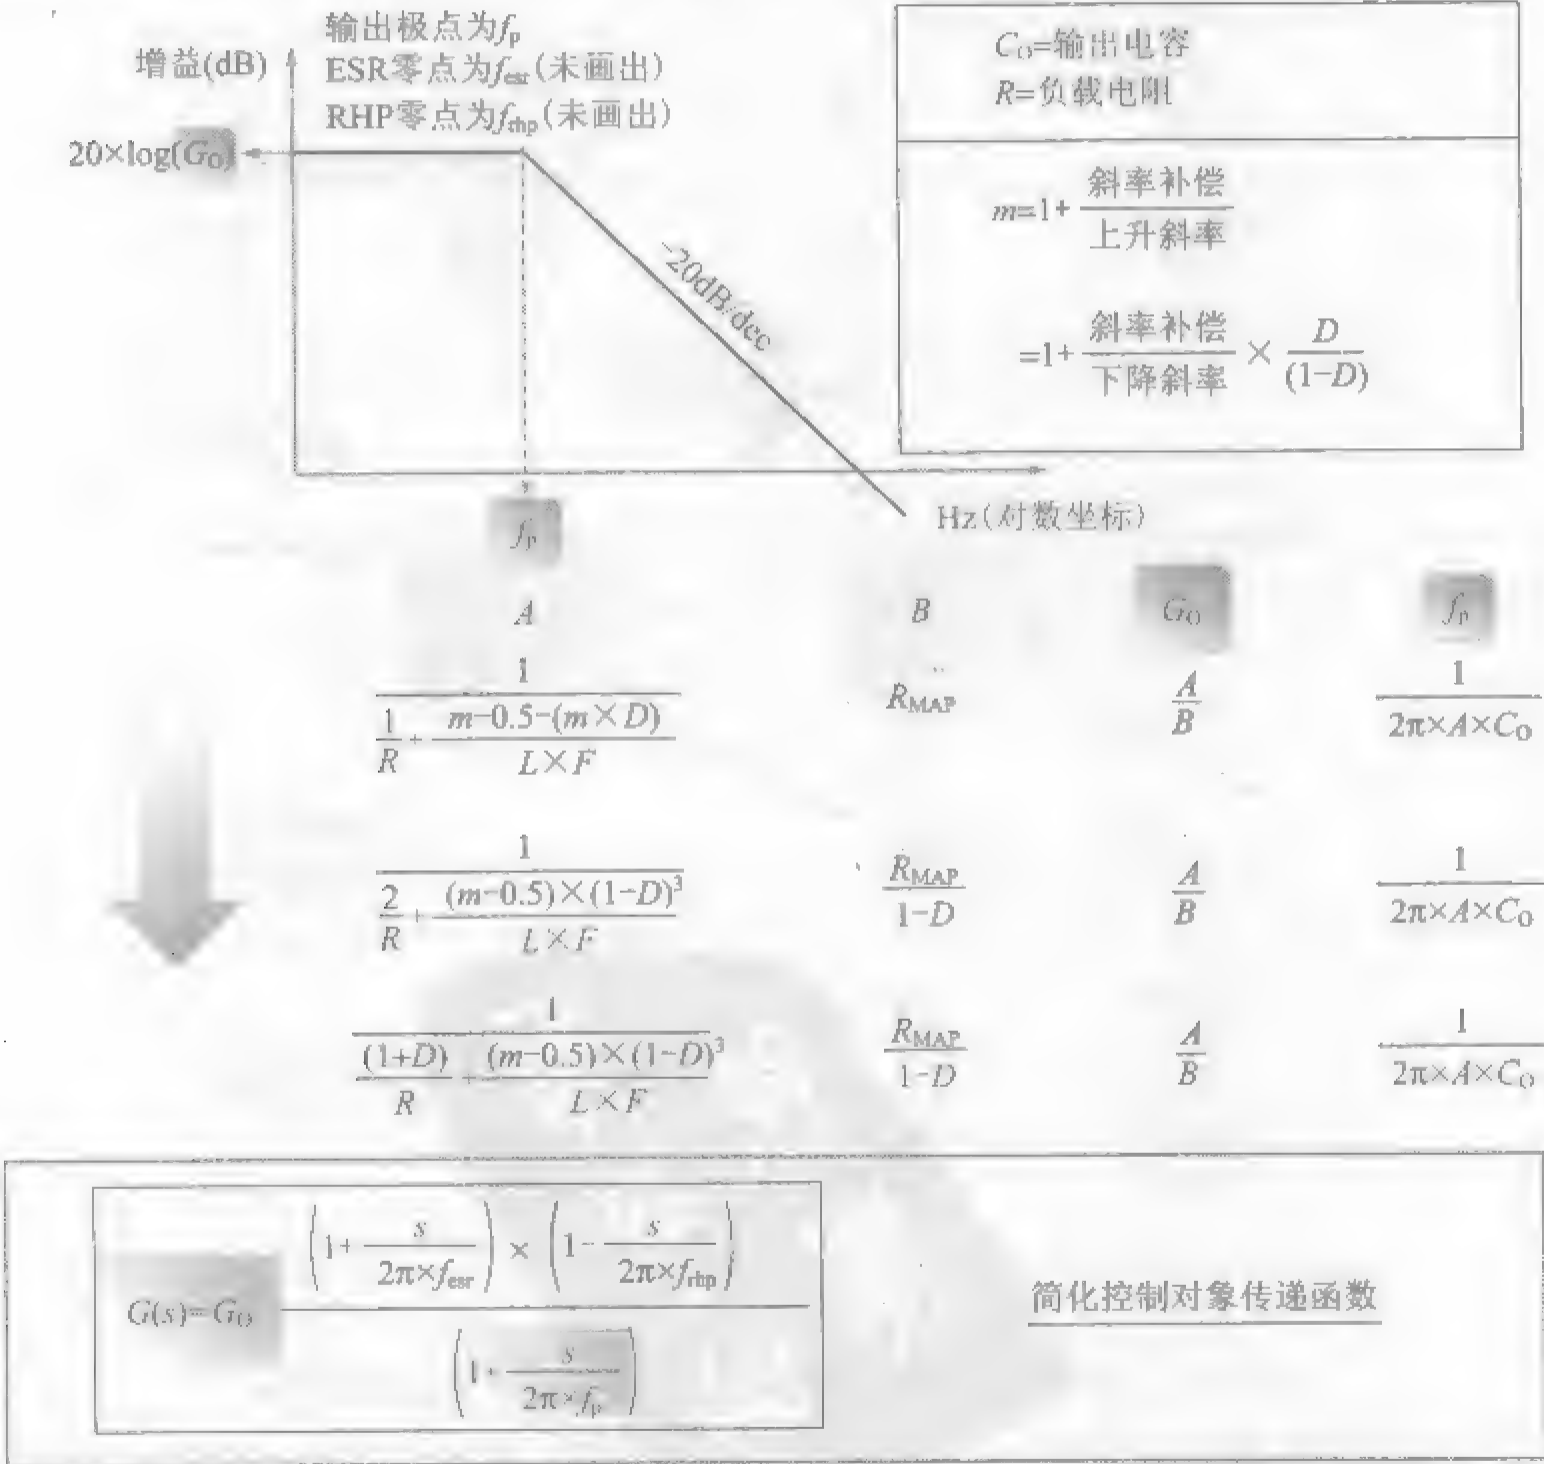 输出极点为fp
增益(dB)
ESR零点为fesr(未画出)
RHP零点为frhp(未画出)
20×log(GO)
-20dB/dec
Hz(对数坐标)
fp
CO=输出电容
R=负载电阻
m=1+ 斜率补偿/上升斜率
=1+ 斜率补偿/下降斜率 × D/(1-D)
A B GO fp
1/(1/R + (m-0.5-(m×D))/(L×F)) RMAP A/B 1/(2π×A×CO)
1/(2/R + ((m-0.5)×(1-D)³)/(L×F)) RMAP/(1-D) A/B 1/(2π×A×CO)
1/((1+D)/R + ((m-0.5)×(1-D)³)/(L×F)) RMAP/(1-D) A/B 1/(2π×A×CO)
G(s)=GO (1+ s/(2π×fesr)) × (1- s/(2π×frhp)) / (1+ s/(2π×fp))
简化控制对象传递函数